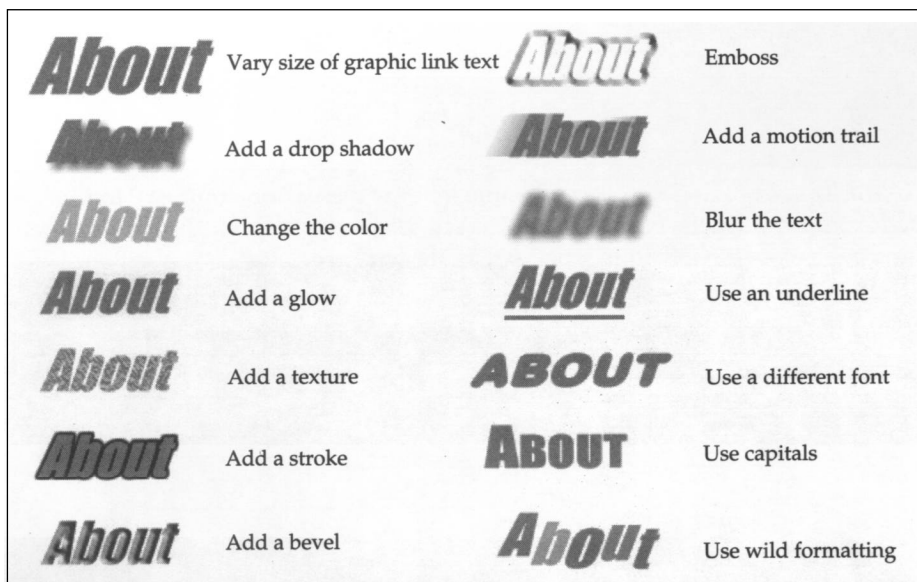 About Vary size of graphic link text
About Add a drop shadow
About Change the color
About Add a glow
About Add a texture
About Add a stroke
About Add a bevel
About Emboss
About Add a motion trail
About Blur the text
About Use an underline
ABOUT Use a different font
ABOUT Use capitals
About Use wild formatting